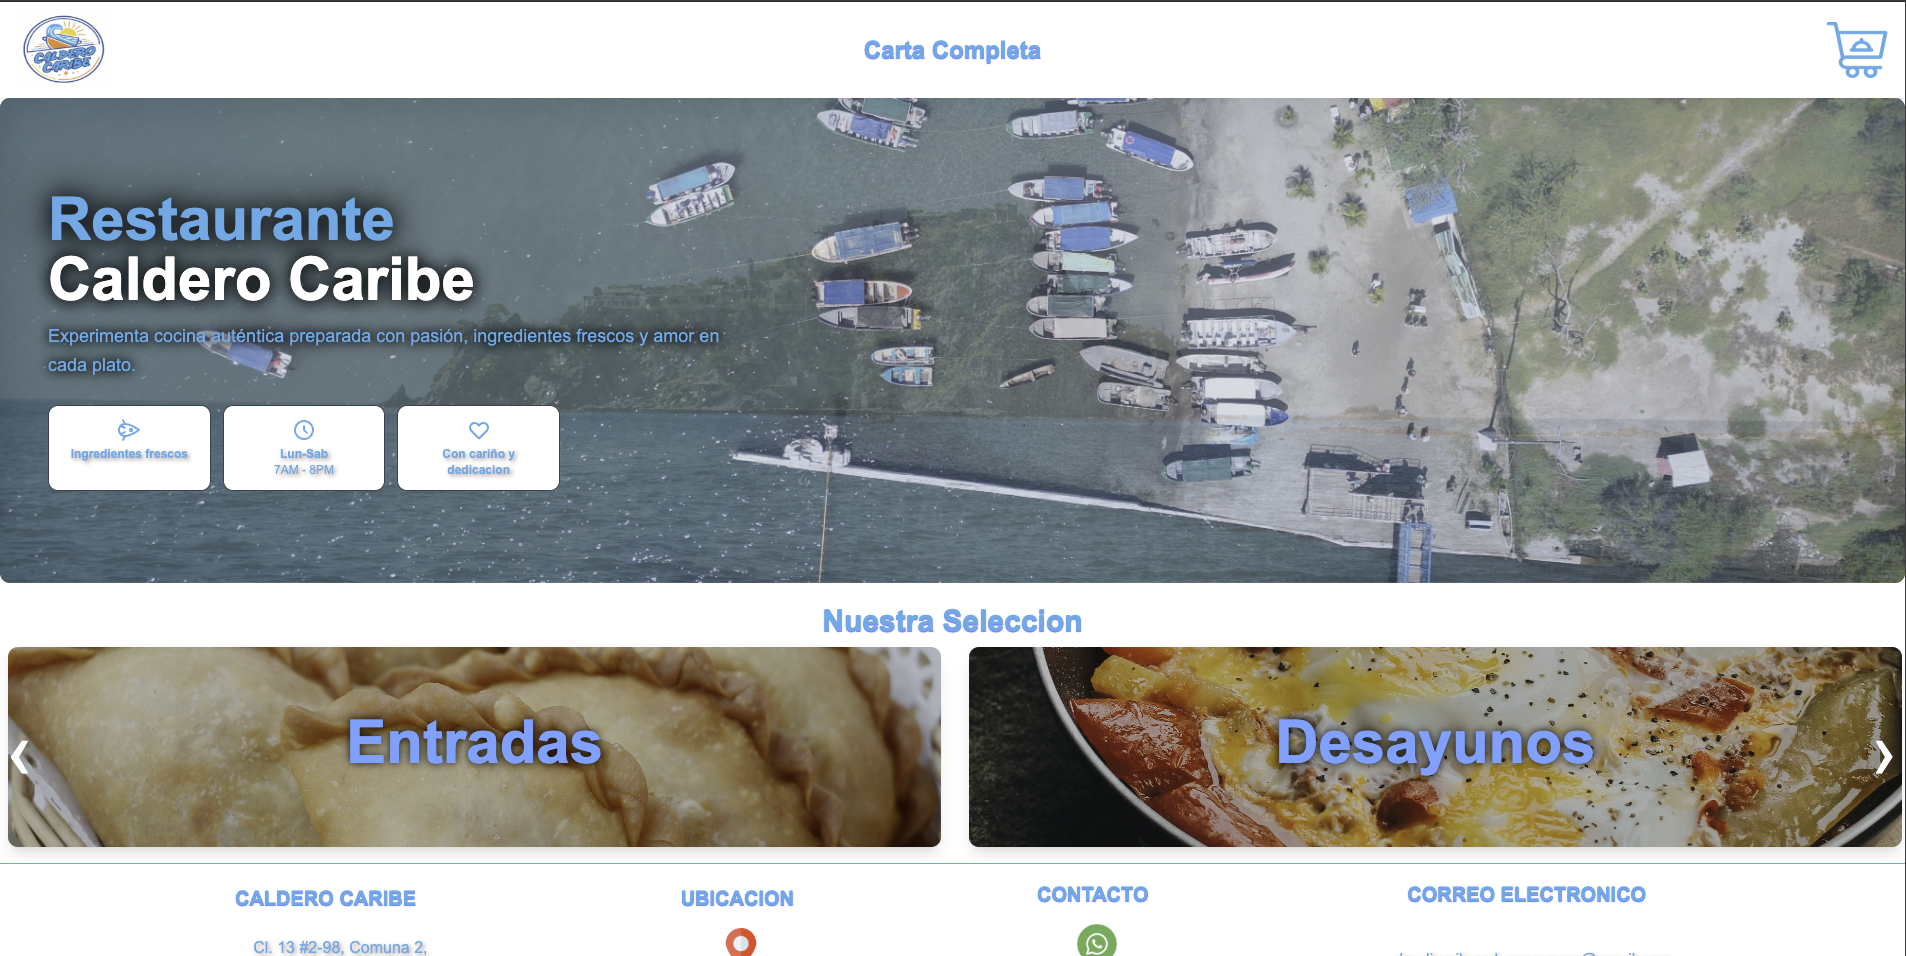 CALDERO
CARIBE
Carta Completa
Restaurante
Caldero Caribe
Experimenta cocina auténtica preparada con pasión, ingredientes frescos y amor en
cada plato.
Ingredientes frescos
Lun-Sab
7AM - 8PM
Con cariño y
dedicacion
Nuestra Seleccion
Entradas
Desayunos
CALDERO CARIBE
UBICACION
CONTACTO
CORREO ELECTRONICO
Cl. 13 #2-98, Comuna 2,